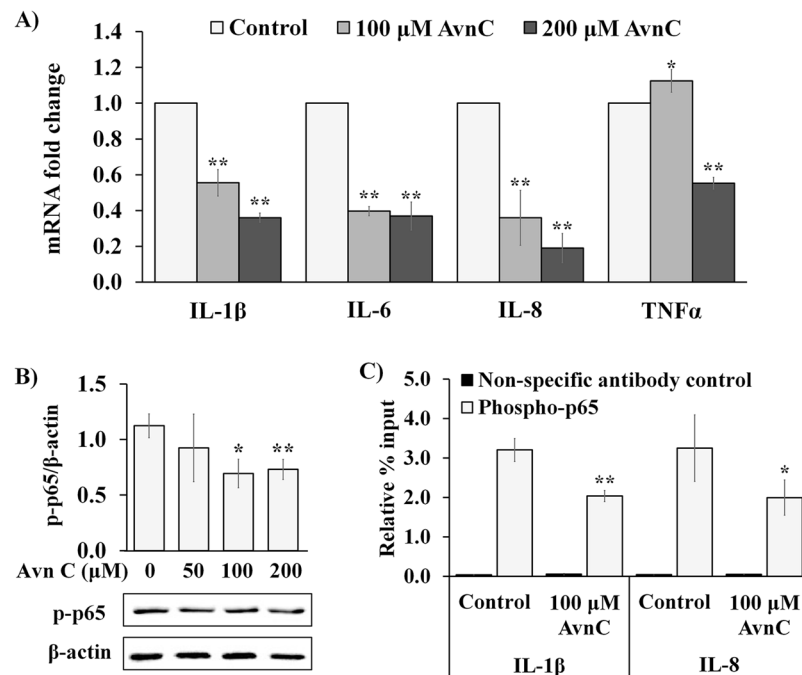 A)
Control 100 µM AvnC 200 µM AvnC
mRNA fold change
1.4
1.2
1.0
0.8
0.6
0.4
0.2
0.0
*
** ** ** ** ** ** **
IL-1β IL-6 IL-8 TNFα
B)
p-p65/β-actin
1.5
1.0
0.5
0.0
* **
Avn C (µM) 0 50 100 200
p-p65
β-actin
C)
Non-specific antibody control
Phospho-p65
Relative % input
5.0
4.0
3.0
2.0
1.0
0.0
** *
Control 100 µM AvnC Control 100 µM AvnC
IL-1β IL-8